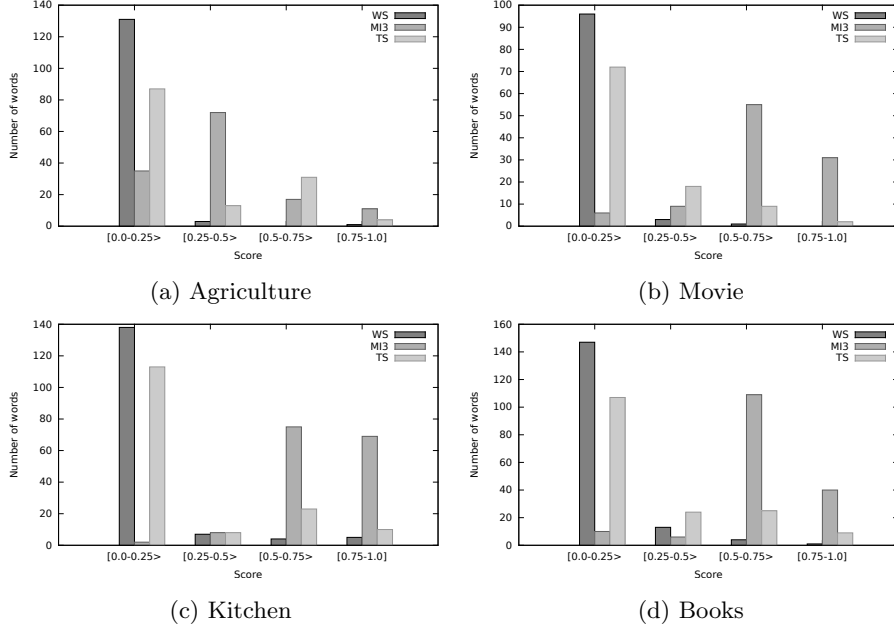 140
120
100
80
60
40
20
0
Number of words
[0.0-0.25> [0.25-0.5> [0.5-0.75> [0.75-1.0]
Score
WS
MI3
TS
(a) Agriculture
100
90
80
70
60
50
40
30
20
10
0
Number of words
[0.0-0.25> [0.25-0.5> [0.5-0.75> [0.75-1.0]
Score
WS
MI3
TS
(b) Movie
140
120
100
80
60
40
20
0
Number of words
[0.0-0.25> [0.25-0.5> [0.5-0.75> [0.75-1.0]
Score
WS
MI3
TS
(c) Kitchen
160
140
120
100
80
60
40
20
0
Number of words
[0.0-0.25> [0.25-0.5> [0.5-0.75> [0.75-1.0]
Score
WS
MI3
TS
(d) Books